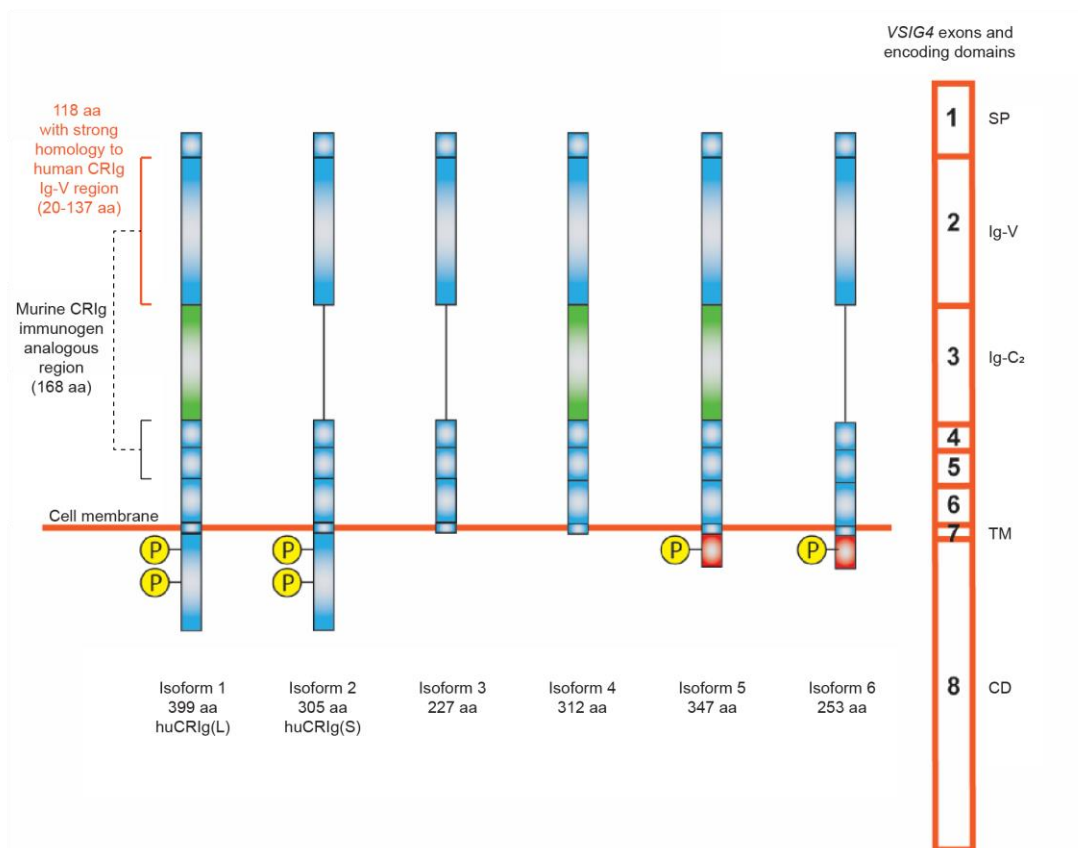 VSIG4 exons and
encoding domains
118 aa
with strong
homology to
human CRIg
Ig-V region
(20-137 aa)
Murine CRIg
immunogen
analogous
region
(168 aa)
Cell membrane
P
P
P
P
P
P
1 SP
2 Ig-V
3 Ig-C₂
4
5
6
7 TM
8 CD
Isoform 1
399 aa
huCRIg(L)
Isoform 2
305 aa
huCRIg(S)
Isoform 3
227 aa
Isoform 4
312 aa
Isoform 5
347 aa
Isoform 6
253 aa